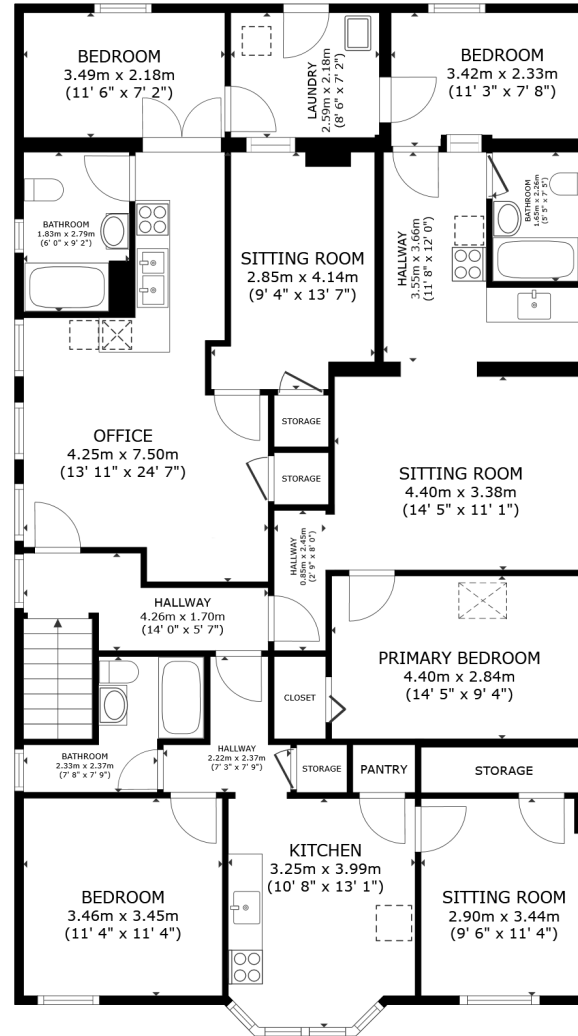 BEDROOM
3.49m x 2.18m
(11' 6" x 7' 2")
LAUNDRY
2.59m x 2.18m
(8' 6" x 7' 2")
BEDROOM
3.42m x 2.33m
(11' 3" x 7' 8")
BATHROOM
1.83m x 2.79m
(6' 0" x 9' 2")
SITTING ROOM
2.85m x 4.14m
(9' 4" x 13' 7")
HALLWAY
3.55m x 3.66m
(11' 8" x 12' 0")
BATHROOM
1.65m x 2.26m
(5' 5" x 7' 5")
STORAGE
OFFICE
4.25m x 7.50m
(13' 11" x 24' 7")
STORAGE
SITTING ROOM
4.40m x 3.38m
(14' 5" x 11' 1")
HALLWAY
0.85m x 2.45m
(2' 9" x 8' 0")
HALLWAY
4.26m x 1.70m
(14' 0" x 5' 7")
PRIMARY BEDROOM
4.40m x 2.84m
(14' 5" x 9' 4")
CLOSET
BATHROOM
2.33m x 2.37m
(7' 8" x 7' 9")
HALLWAY
2.22m x 2.37m
(7' 3" x 7' 9")
STORAGE
PANTRY
STORAGE
BEDROOM
3.46m x 3.45m
(11' 4" x 11' 4")
KITCHEN
3.25m x 3.99m
(10' 8" x 13' 1")
SITTING ROOM
2.90m x 3.44m
(9' 6" x 11' 4")